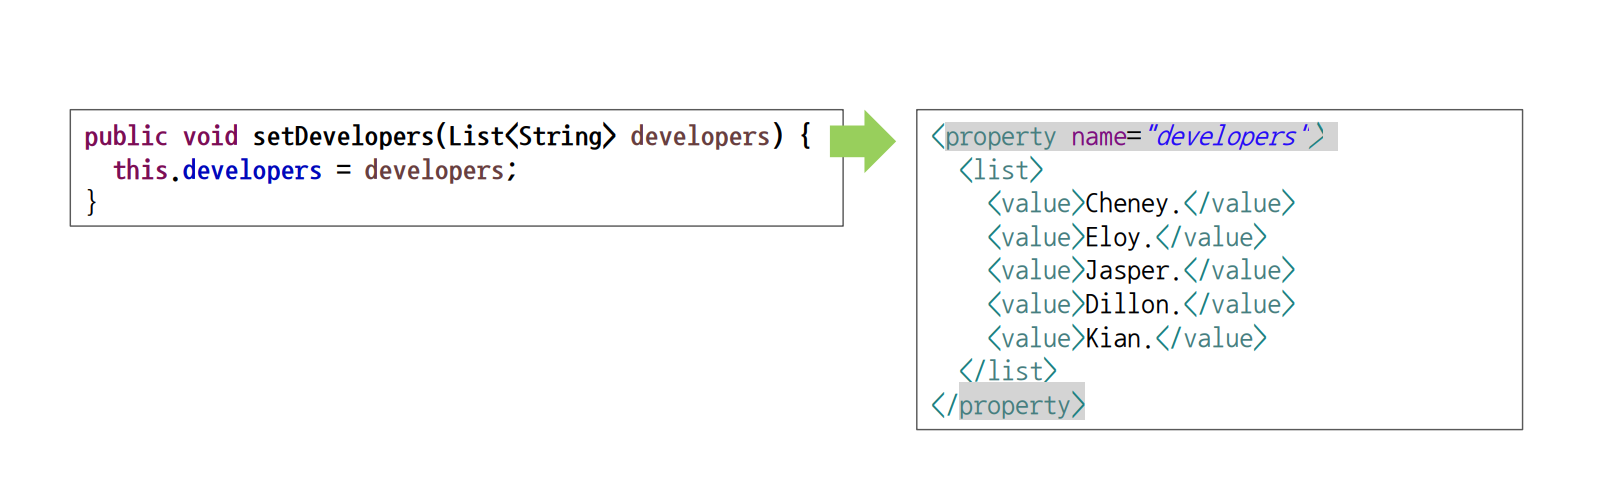 public void setDevelopers(List<String> developers) {
  this.developers = developers;
}
<property name="developers">
  <list>
    <value>Cheney.</value>
    <value>Eloy.</value>
    <value>Jasper.</value>
    <value>Dillon.</value>
    <value>Kian.</value>
  </list>
</property>